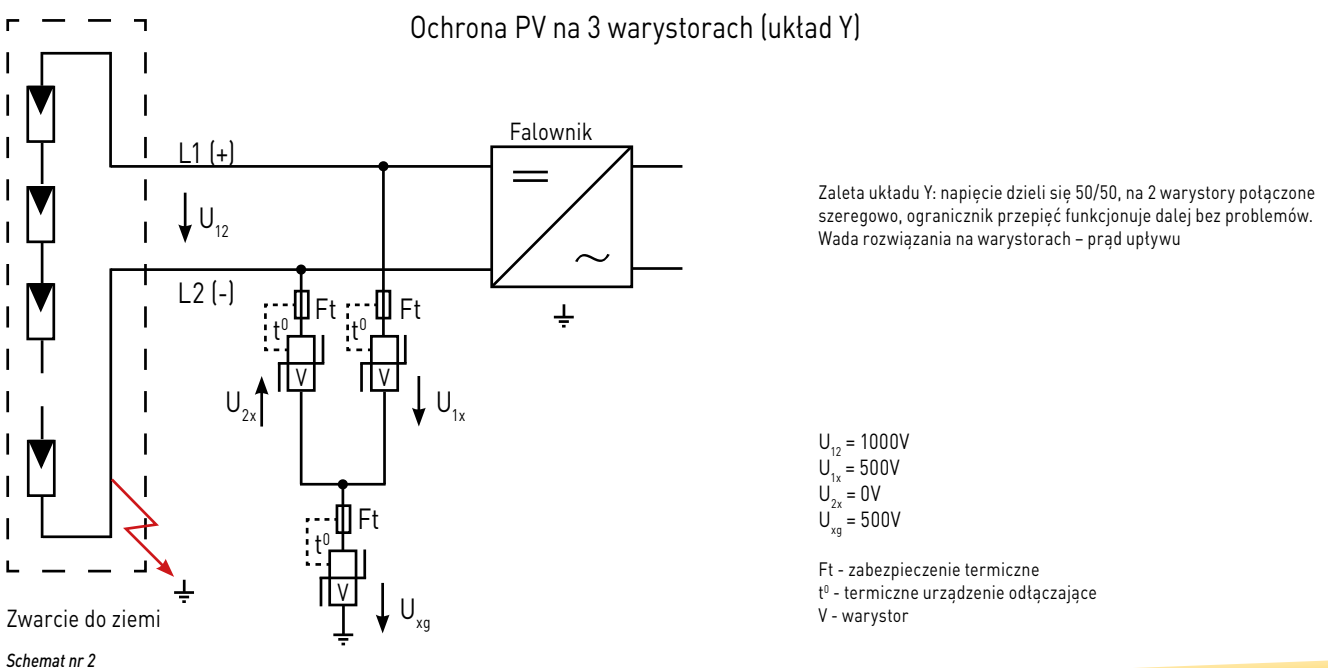 Ochrona PV na 3 warystorach (układ Y)
Falownik
L1 (+)
U12
L2 (-)
Ft
Ft
t⁰
t⁰
V
V
U2x
U1x
Ft
t⁰
V
Uxg
Zwarcie do ziemi
Schemat nr 2
Zaleta układu Y: napięcie dzieli się 50/50, na 2 warystory połączone
szeregowo, ogranicznik przepięć funkcjonuje dalej bez problemów.
Wada rozwiązania na warystorach – prąd upływu
U12 = 1000V
U1x = 500V
U2x = 0V
Uxg = 500V
Ft - zabezpieczenie termiczne
t⁰ - termiczne urządzenie odłączające
V - warystor